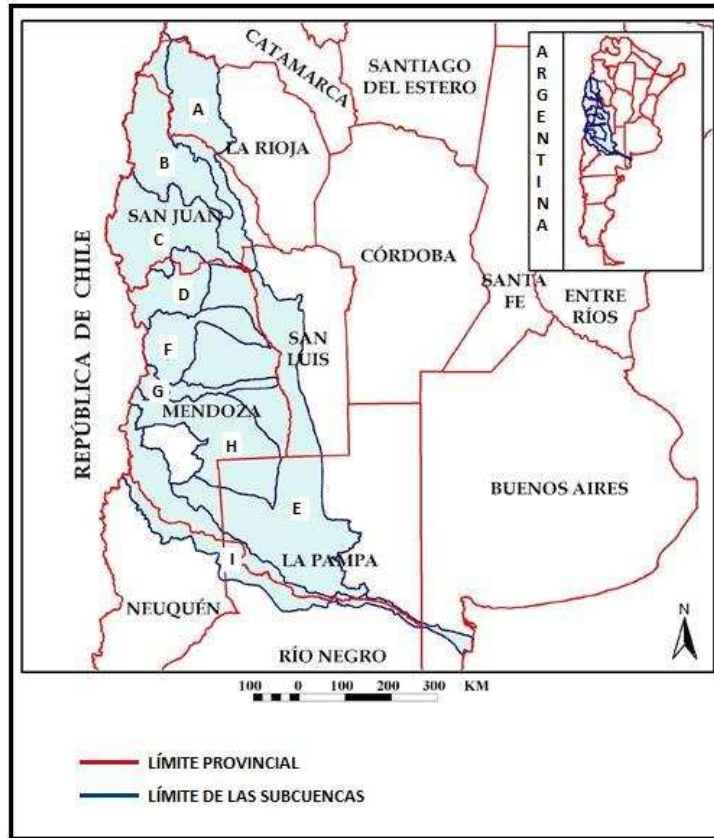 CATAMARCA
SANTIAGO
DEL ESTERO
A
LA RIOJA
B
SAN JUAN
C
CÓRDOBA
SANTA
FE
ENTRE
RÍOS
D
F
SAN
LUIS
G
MENDOZA
H
E
BUENOS AIRES
I
LA PAMPA
NEUQUÉN
RÍO NEGRO
REPÚBLICA DE CHILE
ARGENTINA
N
100 0 100 200 300 KM
LÍMITE PROVINCIAL
LÍMITE DE LAS SUBCUENCAS